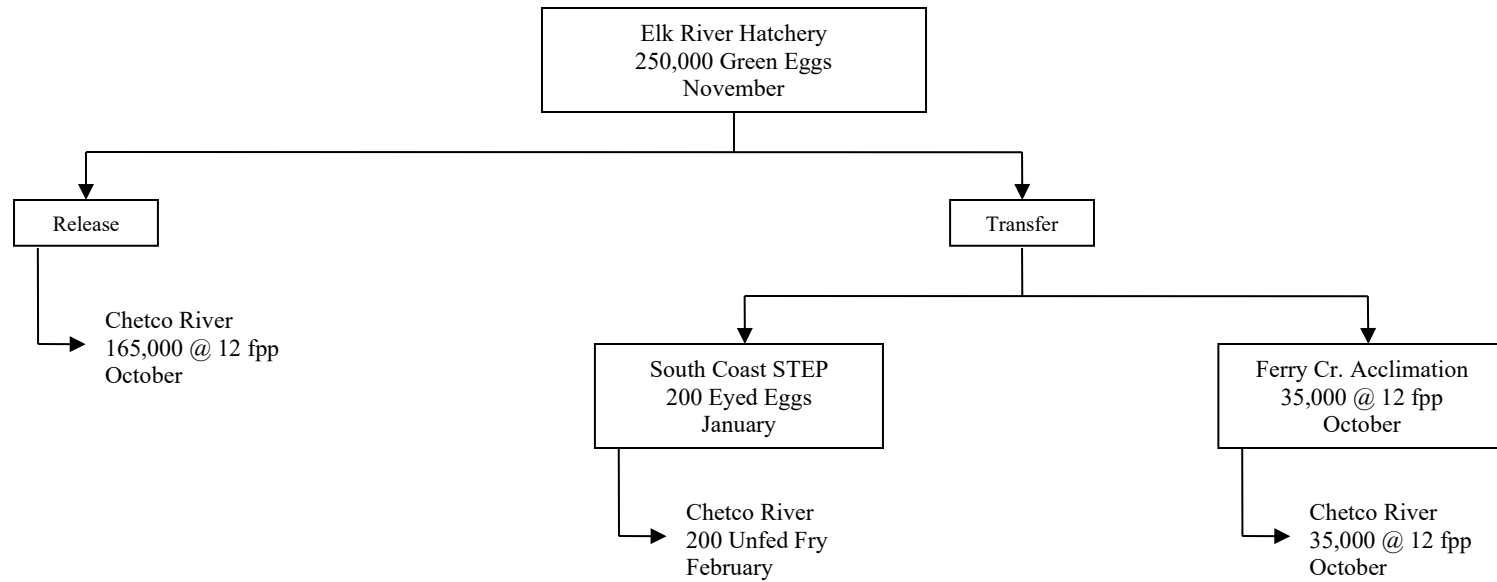 Elk River Hatchery
250,000 Green Eggs
November
Release
Transfer
Chetco River
165,000 @ 12 fpp
October
South Coast STEP
200 Eyed Eggs
January
Ferry Cr. Acclimation
35,000 @ 12 fpp
October
Chetco River
200 Unfed Fry
February
Chetco River
35,000 @ 12 fpp
October